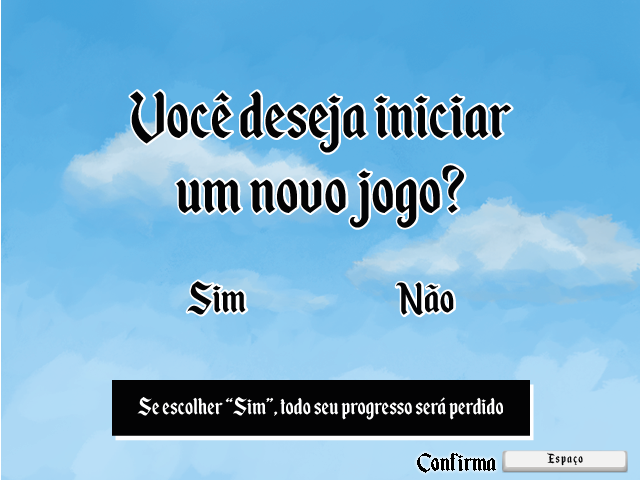 Você deseja iniciar
um novo jogo?
Sim Não
Se escolher “Sim”, todo seu progresso será perdido
Confirma Espaço